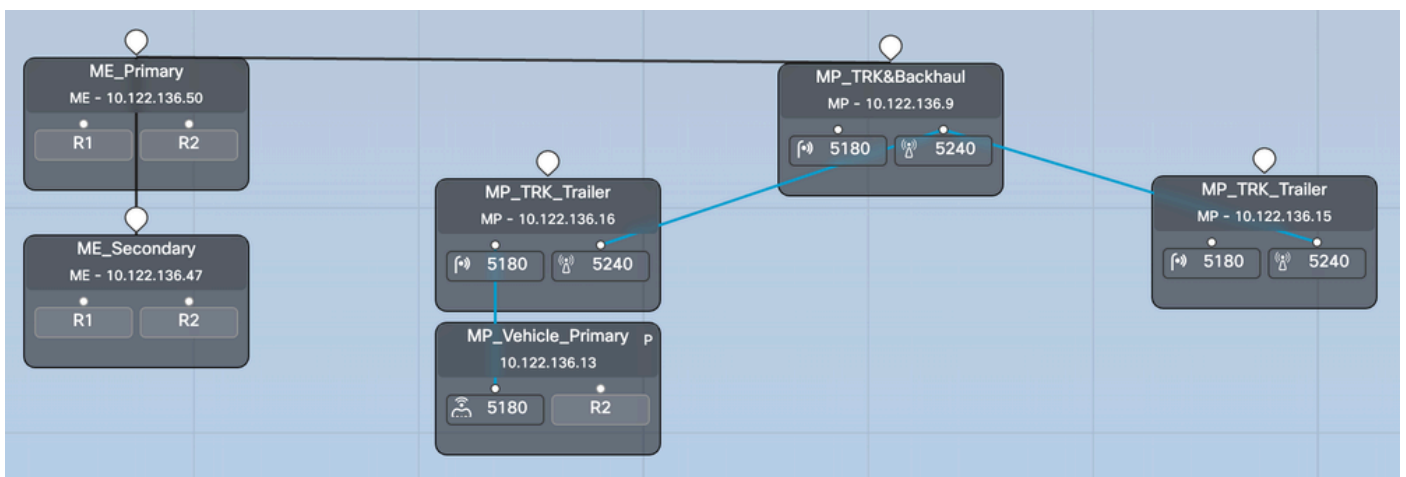 ME_Primary
ME - 10.122.136.50
R1 R2
ME_Secondary
ME - 10.122.136.47
R1 R2
MP_TRK_Trailer
MP - 10.122.136.16
5180 5240
MP_Vehicle_Primary P
10.122.136.13
5180 R2
MP_TRK&Backhaul
MP - 10.122.136.9
5180 5240
MP_TRK_Trailer
MP - 10.122.136.15
5180 5240